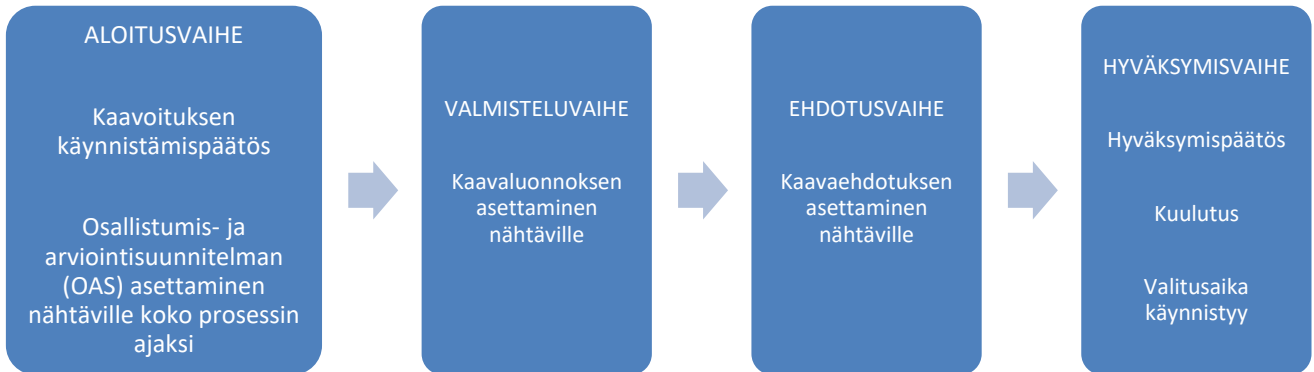 ALOITUSVAIHE
Kaavoituksen
käynnistämispäätös
Osallistumis- ja
arviointisuunnitelman
(OAS) asettaminen
nähtäville koko prosessin
ajaksi
VALMISTELUVAIHE
Kaavaluonnoksen
asettaminen
nähtäville
EHDOTUSVAIHE
Kaavaehdotuksen
asettaminen
nähtäville
HYVÄKSYMISVAIHE
Hyväksymispäätös
Kuulutus
Valitusaika
käynnistyy